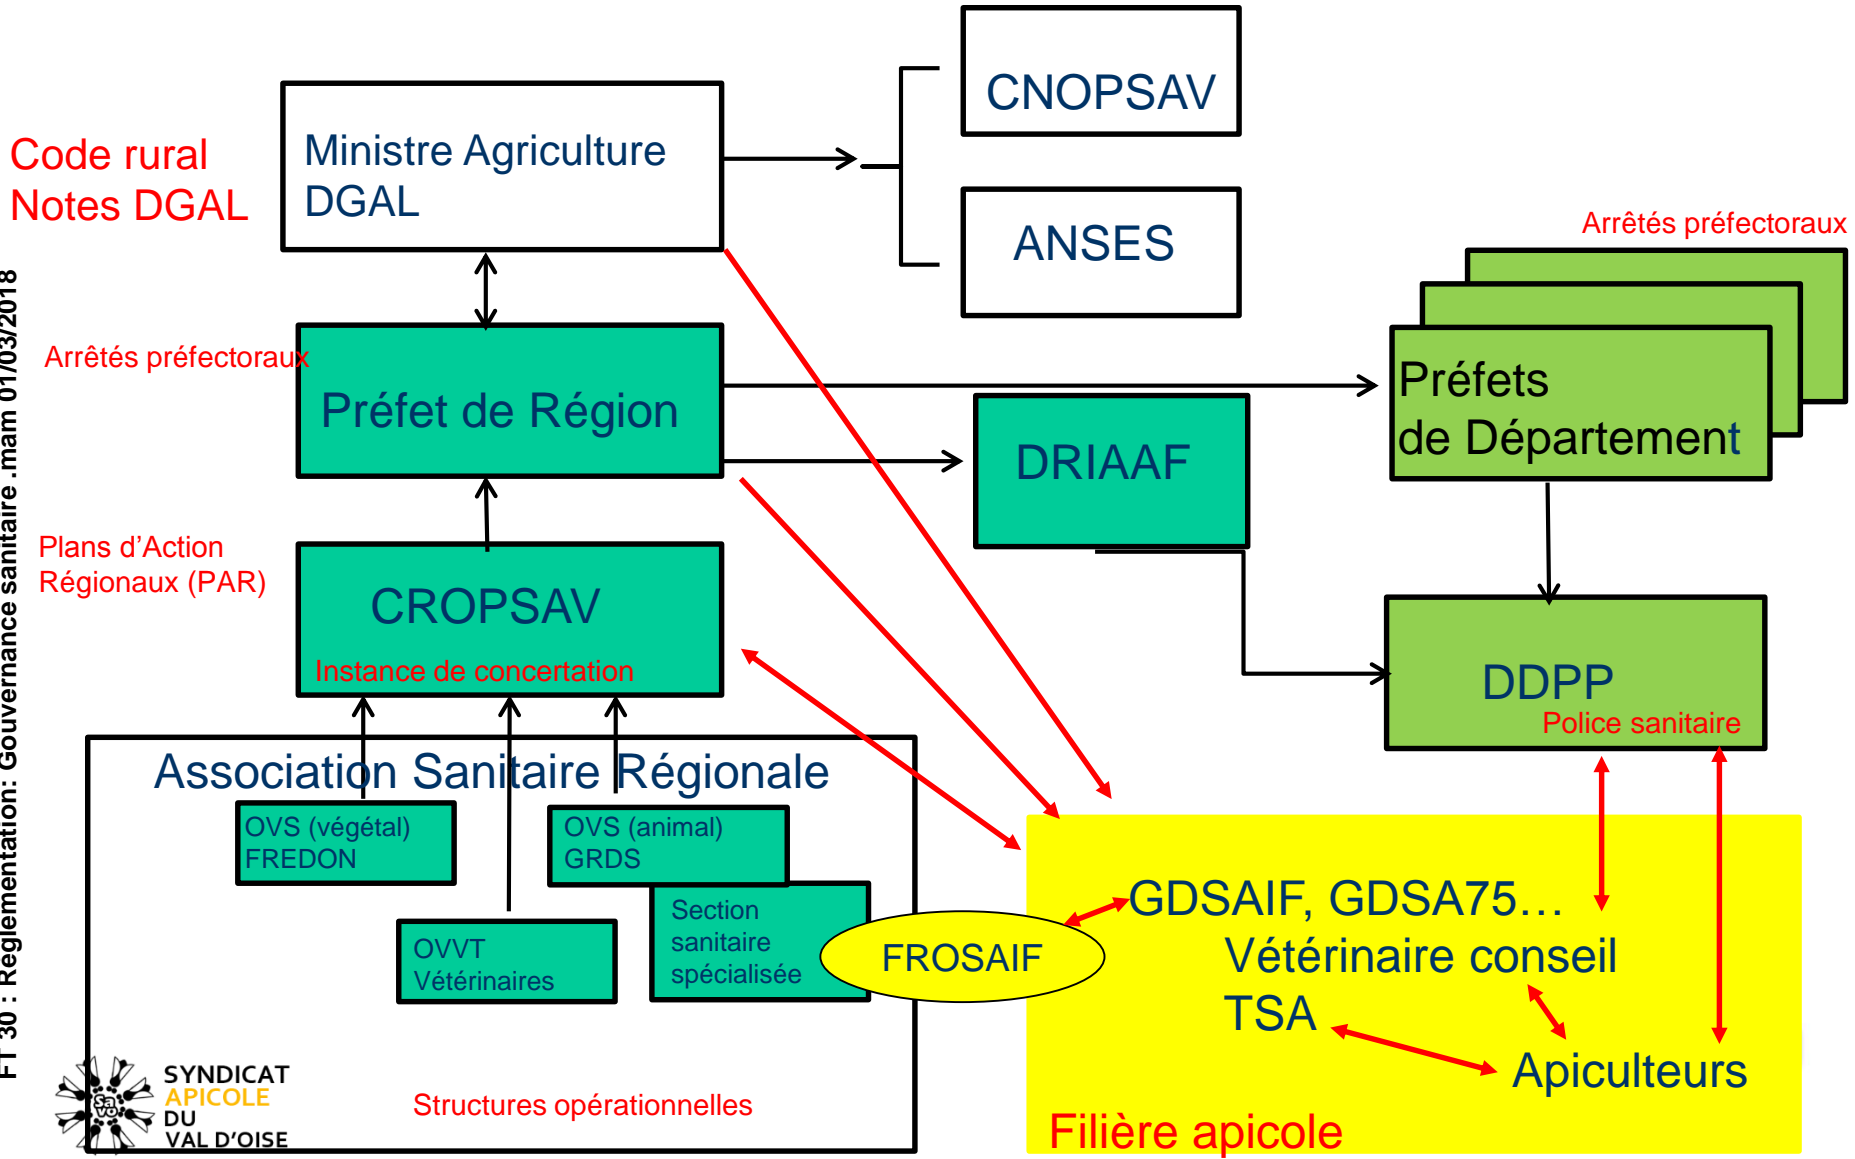 CNOPSAV
Code rural
Notes DGAL
Ministre Agriculture
DGAL
ANSES
Arrêtés préfectoraux
Arrêtés préfectoraux
Préfet de Région
Préfets
de Département
DRIAAF
Plans d’Action
Régionaux (PAR)
CROPSAV
Instance de concertation
DDPP
Police sanitaire
Association Sanitaire Régionale
OVS (végétal)
FREDON
OVS (animal)
GRDS
Section
sanitaire
spécialisée
OVVT
Vétérinaires
FROSAIF
GDSAIF, GDSA75…
Vétérinaire conseil
TSA
Apiculteurs
Filière apicole
Structures opérationnelles
Savo
SYNDICAT
APICOLE
DU
VAL D'OISE
FT 30 : Réglementation: Gouvernance sanitaire .mam 01/03/2018